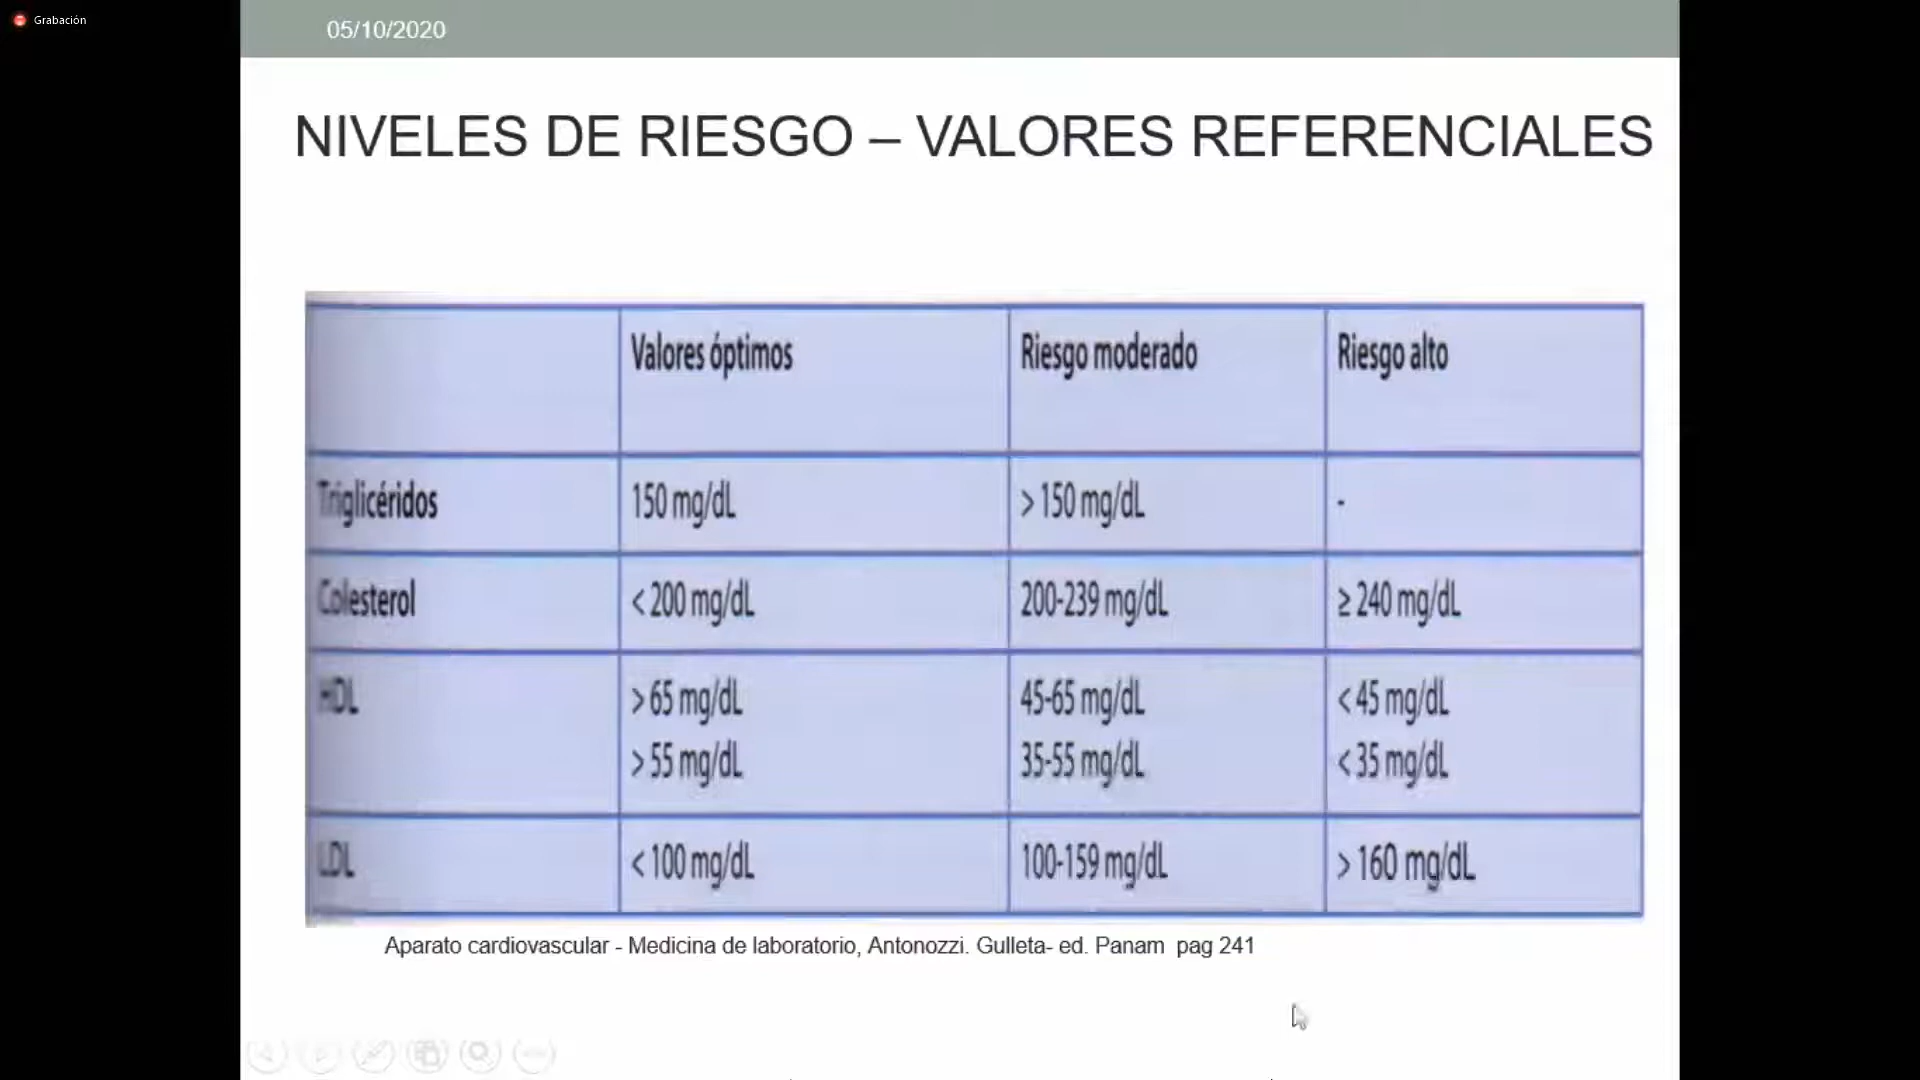 Grabación
05/10/2020
NIVELES DE RIESGO – VALORES REFERENCIALES
Valores óptimos Riesgo moderado Riesgo alto
Triglicéridos 150 mg/dL > 150 mg/dL -
Colesterol < 200 mg/dL 200-239 mg/dL ≥ 240 mg/dL
HDL > 65 mg/dL 45-65 mg/dL < 45 mg/dL
> 55 mg/dL 35-55 mg/dL < 35 mg/dL
LDL < 100 mg/dL 100-159 mg/dL > 160 mg/dL
Aparato cardiovascular - Medicina de laboratorio, Antonozzi. Gulleta- ed. Panam pag 241